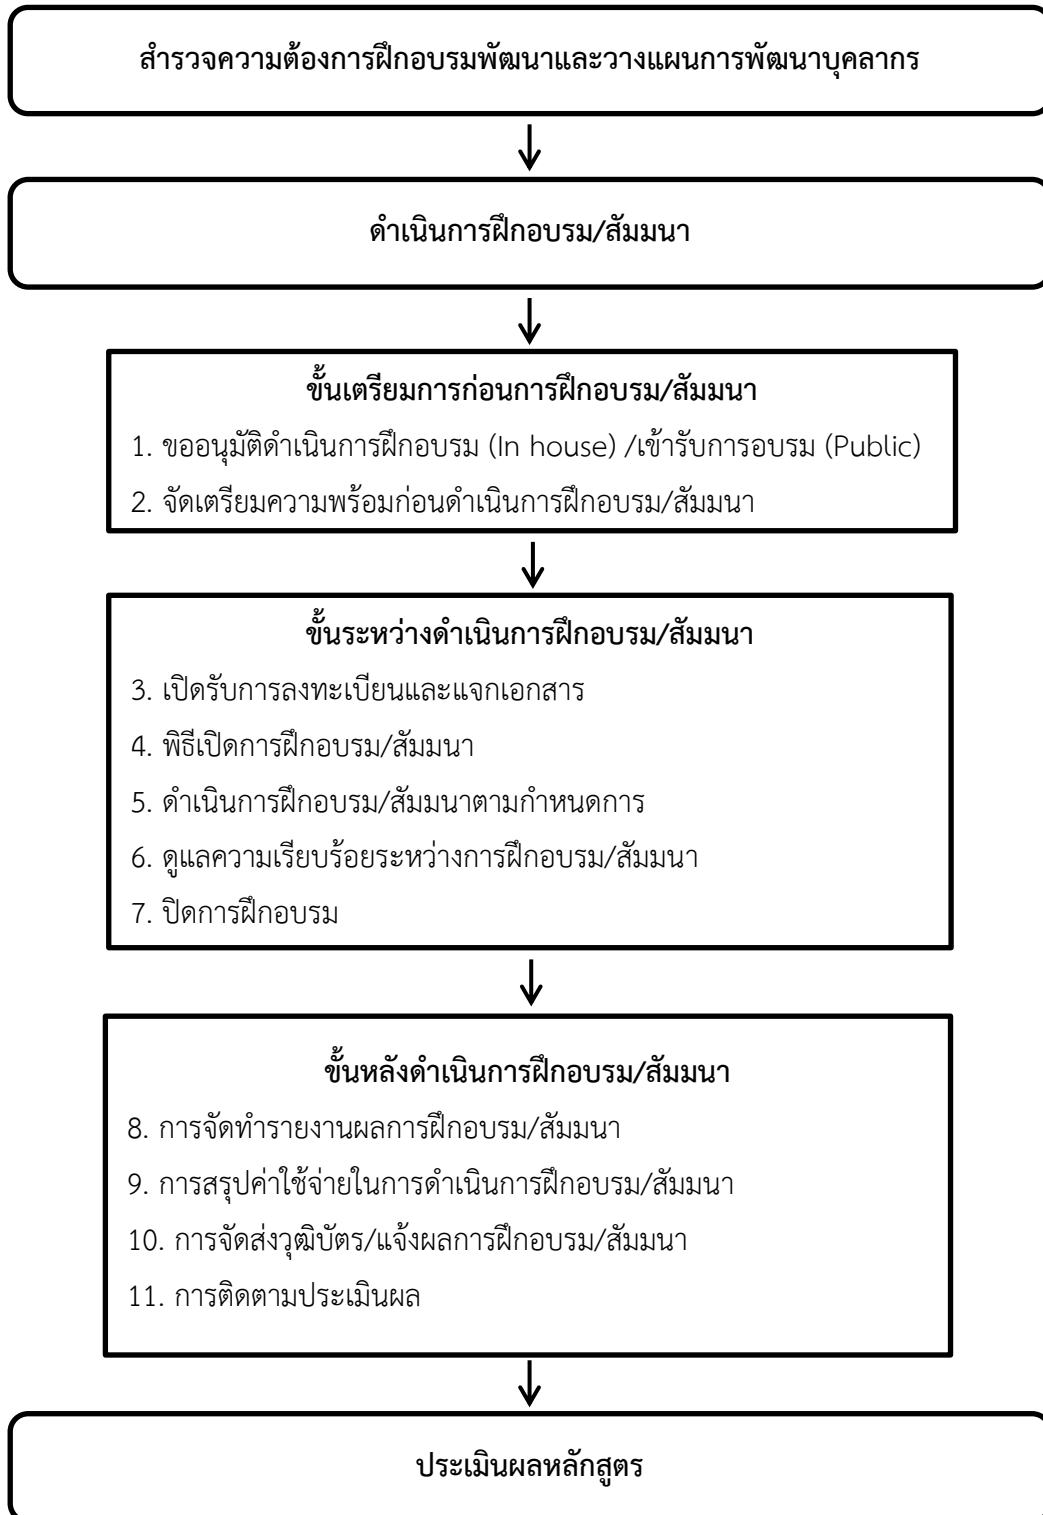 สำรวจความต้องการฝึกอบรมพัฒนาและวางแผนการพัฒนาบุคลากร
ดำเนินการฝึกอบรม/สัมมนา
ขั้นเตรียมการก่อนการฝึกอบรม/สัมมนา
1. ขออนุมัติดำเนินการฝึกอบรม (In house) /เข้ารับการอบรม (Public)
2. จัดเตรียมความพร้อมก่อนดำเนินการฝึกอบรม/สัมมนา
ขั้นระหว่างดำเนินการฝึกอบรม/สัมมนา
3. เปิดรับการลงทะเบียนและแจกเอกสาร
4. พิธีเปิดการฝึกอบรม/สัมมนา
5. ดำเนินการฝึกอบรม/สัมมนาตามกำหนดการ
6. ดูแลความเรียบร้อยระหว่างการฝึกอบรม/สัมมนา
7. ปิดการฝึกอบรม
ขั้นหลังดำเนินการฝึกอบรม/สัมมนา
8. การจัดทำรายงานผลการฝึกอบรม/สัมมนา
9. การสรุปค่าใช้จ่ายในการดำเนินการฝึกอบรม/สัมมนา
10. การจัดส่งวุฒิบัตร/แจ้งผลการฝึกอบรม/สัมมนา
11. การติดตามประเมินผล
ประเมินผลหลักสูตร